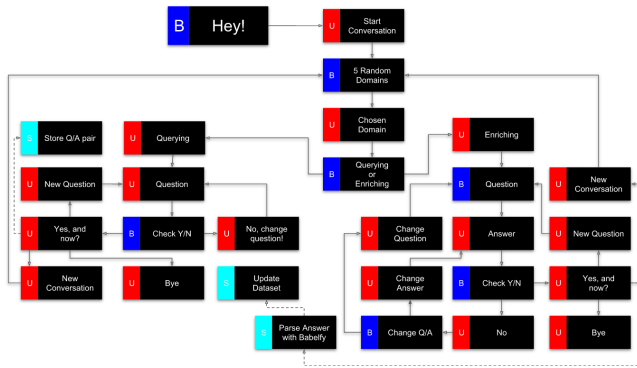 B Hey!
U Start
Conversation
B 5 Random
Domains
U Chosen
Domain
B Querying
or
Enriching
S Store Q/A pair
U Querying
U Enriching
U New Question
U Question
B Question
U New
Conversation
U Yes, and
now?
B Check Y/N
U No, change
question!
U Change
Question
U Answer
U New Question
U New
Conversation
U Bye
S Update
Dataset
U Change
Answer
B Check Y/N
U Yes, and
now?
S Parse Answer
with Babelfy
B Change Q/A
U No
U Bye